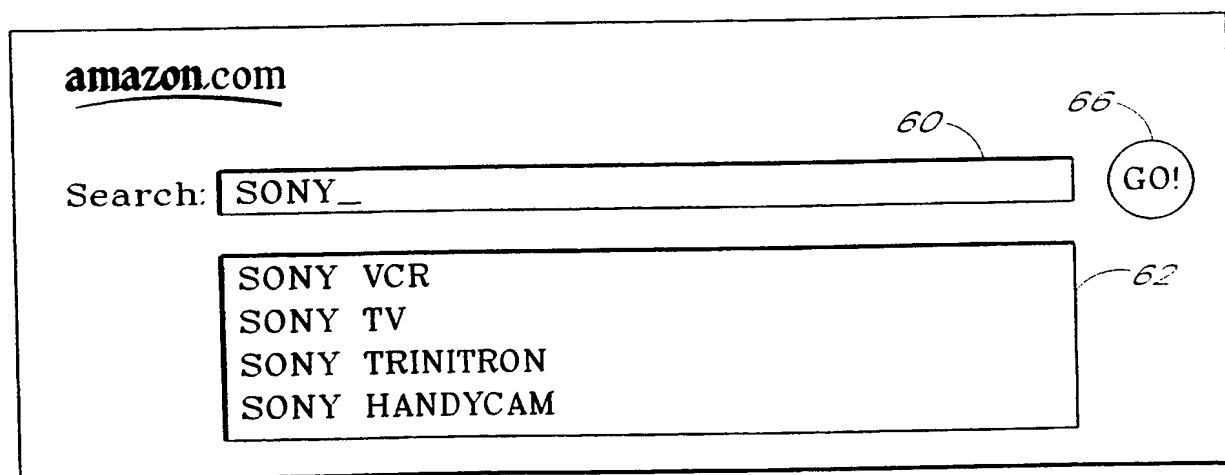 amazon.com
66
60
Search: SONY_ GO!
SONY VCR
62
SONY TV
SONY TRINITRON
SONY HANDYCAM